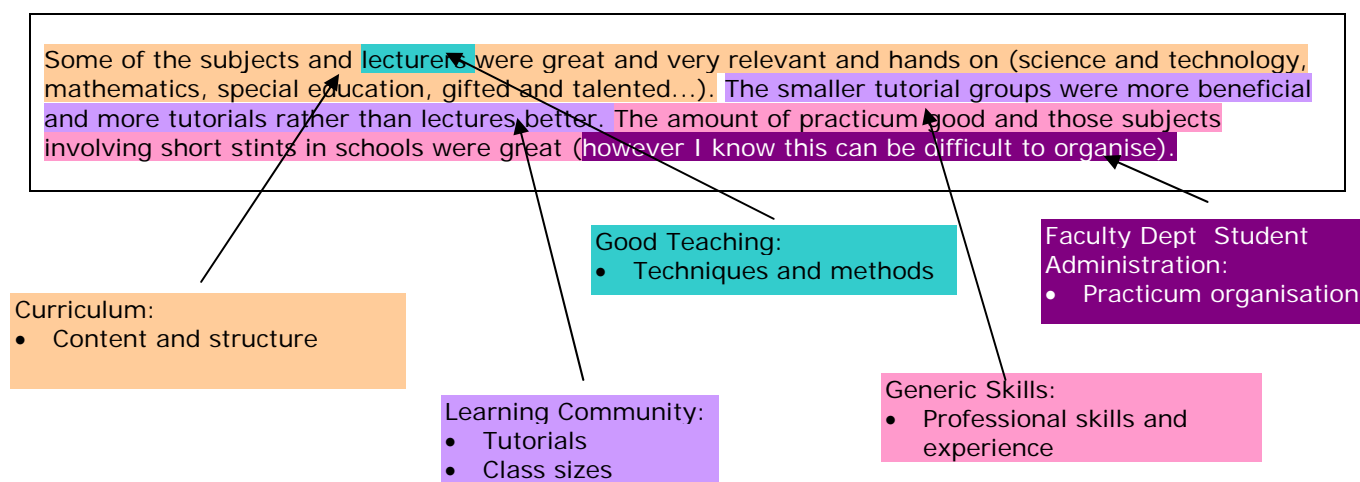 Some of the subjects and lecturers were great and very relevant and hands on (science and technology,
mathematics, special education, gifted and talented...). The smaller tutorial groups were more beneficial
and more tutorials rather than lectures better. The amount of practicum good and those subjects
involving short stints in schools were great (however I know this can be difficult to organise).
Good Teaching:
• Techniques and methods
Faculty Dept Student
Administration:
• Practicum organisation
Curriculum:
• Content and structure
Generic Skills:
• Professional skills and
experience
Learning Community:
• Tutorials
• Class sizes